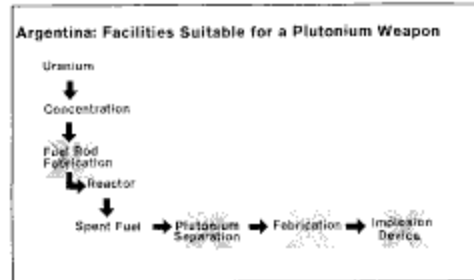 Argentina: Facilities Suitable for a Plutonium Weapon
Uranium
Concentration
Fuel Rod
Fabrication
Reactor
Spent Fuel
Plutonium
Separation
Fabrication
Implosion
Device